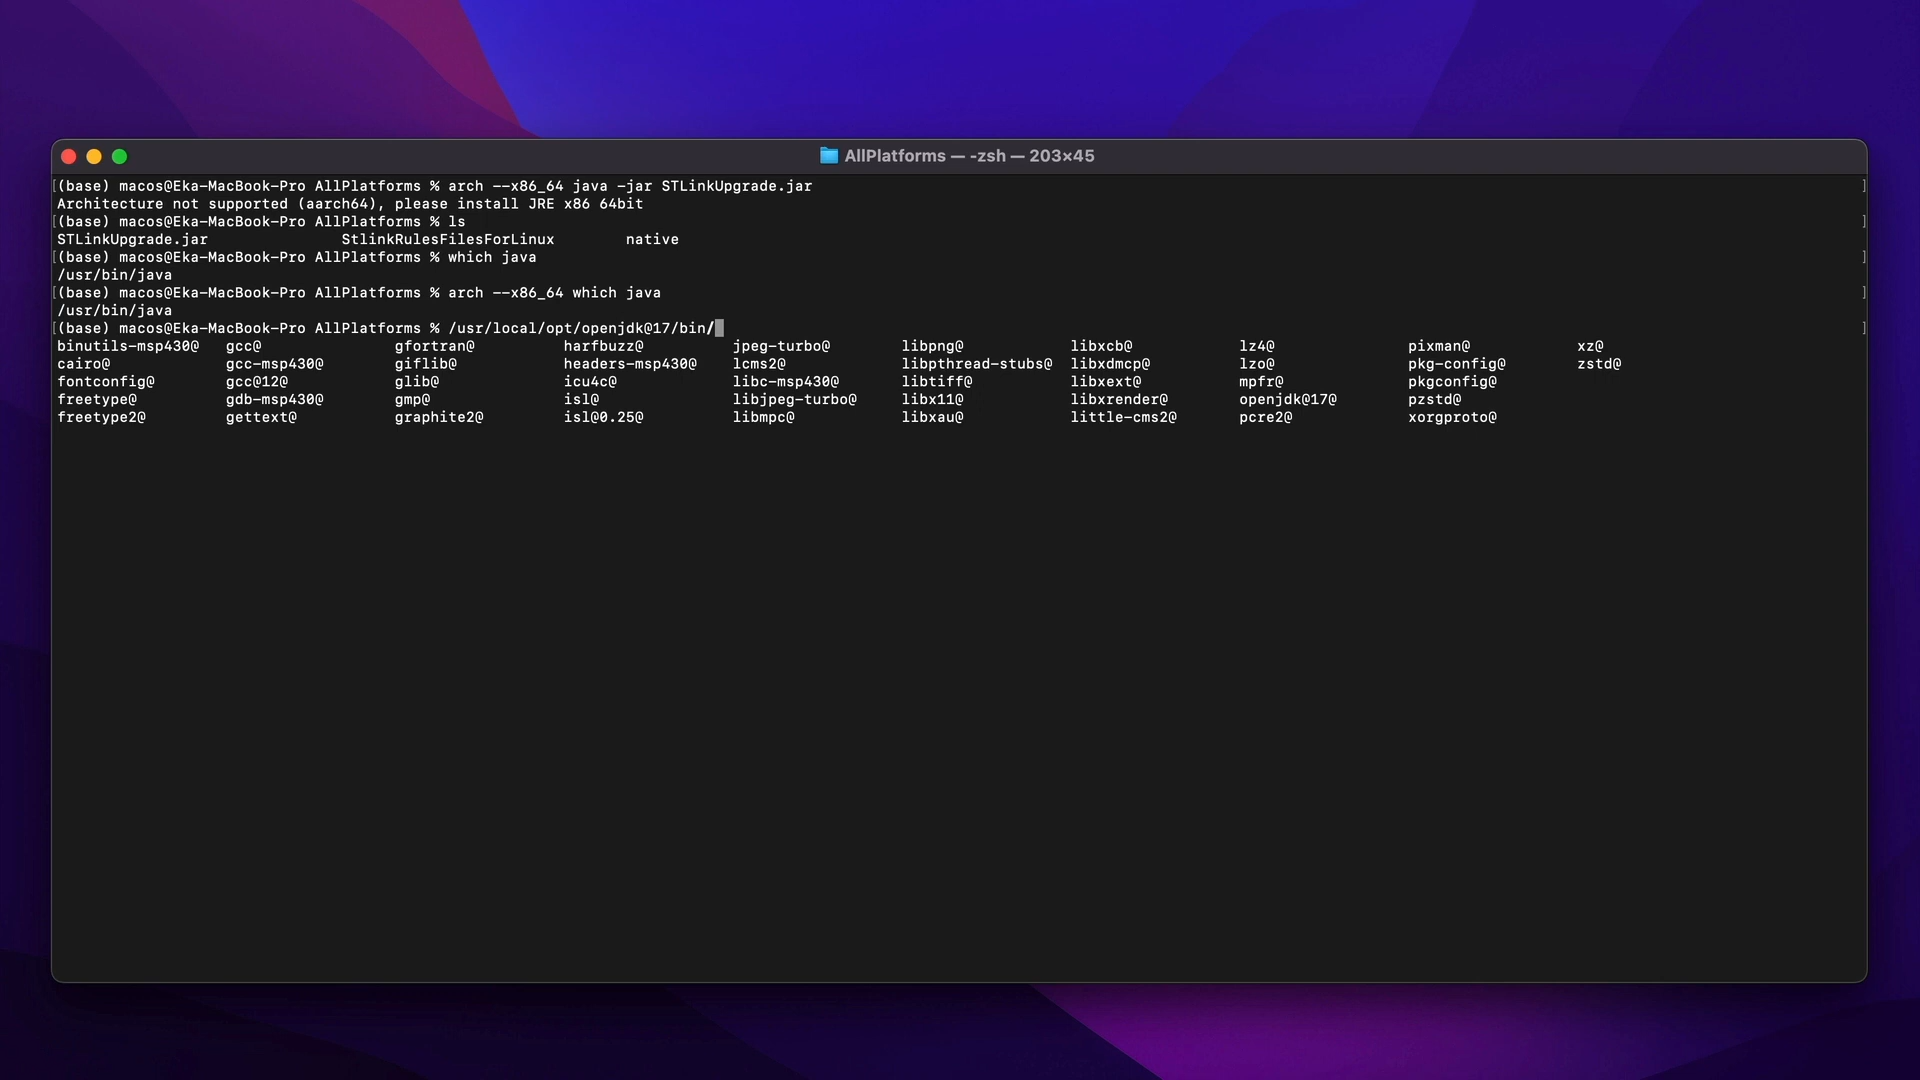 AllPlatforms — -zsh — 203×45
[(base) macos@Eka-MacBook-Pro AllPlatforms % arch --x86_64 java -jar STLinkUpgrade.jar ]
Architecture not supported (aarch64), please install JRE x86 64bit
[(base) macos@Eka-MacBook-Pro AllPlatforms % ls ]
STLinkUpgrade.jar StlinkRulesFilesForLinux native
[(base) macos@Eka-MacBook-Pro AllPlatforms % which java ]
/usr/bin/java
[(base) macos@Eka-MacBook-Pro AllPlatforms % arch --x86_64 which java ]
/usr/bin/java
[(base) macos@Eka-MacBook-Pro AllPlatforms % /usr/local/opt/openjdk@17/bin/ ]
binutils-msp430@ gcc@ gfortran@ harfbuzz@ jpeg-turbo@ libpng@ libxcb@ lz4@ pixman@ xz@
cairo@ gcc-msp430@ giflib@ headers-msp430@ lcms2@ libpthread-stubs@ libxdmcp@ lzo@ pkg-config@ zstd@
fontconfig@ gcc@12@ glib@ icu4c@ libc-msp430@ libtiff@ libxext@ mpfr@ pkgconfig@
freetype@ gdb-msp430@ gmp@ isl@ libjpeg-turbo@ libx11@ libxrender@ openjdk@17@ pzstd@
freetype2@ gettext@ graphite2@ isl@0.25@ libmpc@ libxau@ little-cms2@ pcre2@ xorgproto@